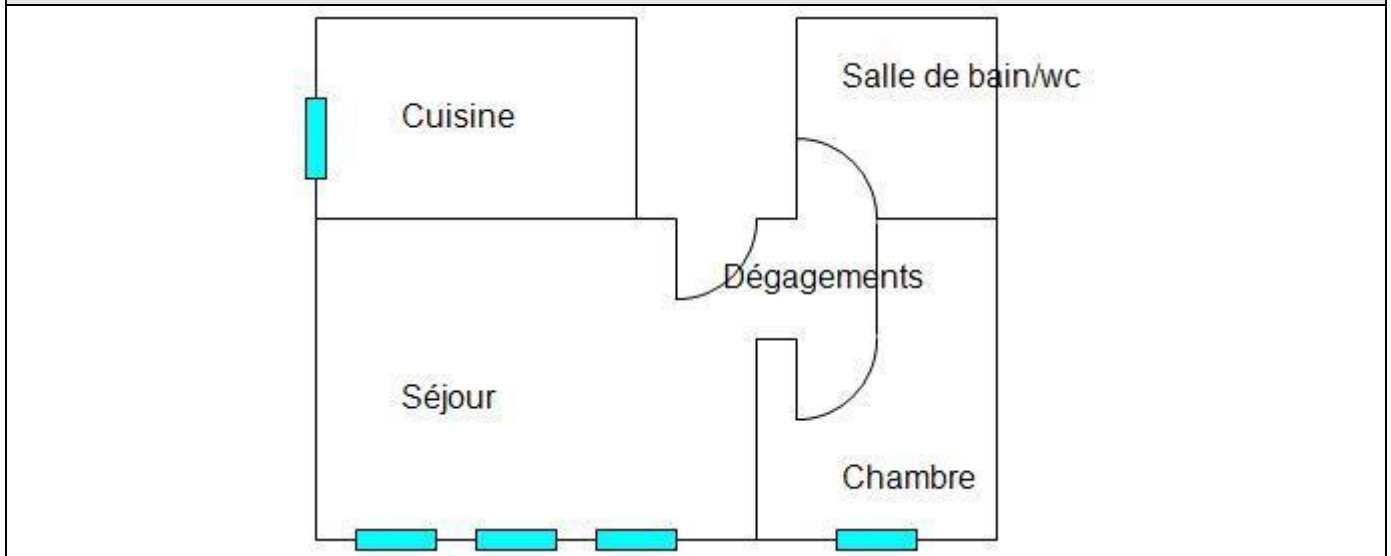 Salle de bain/wc
Cuisine
Dégagements
Séjour
Chambre